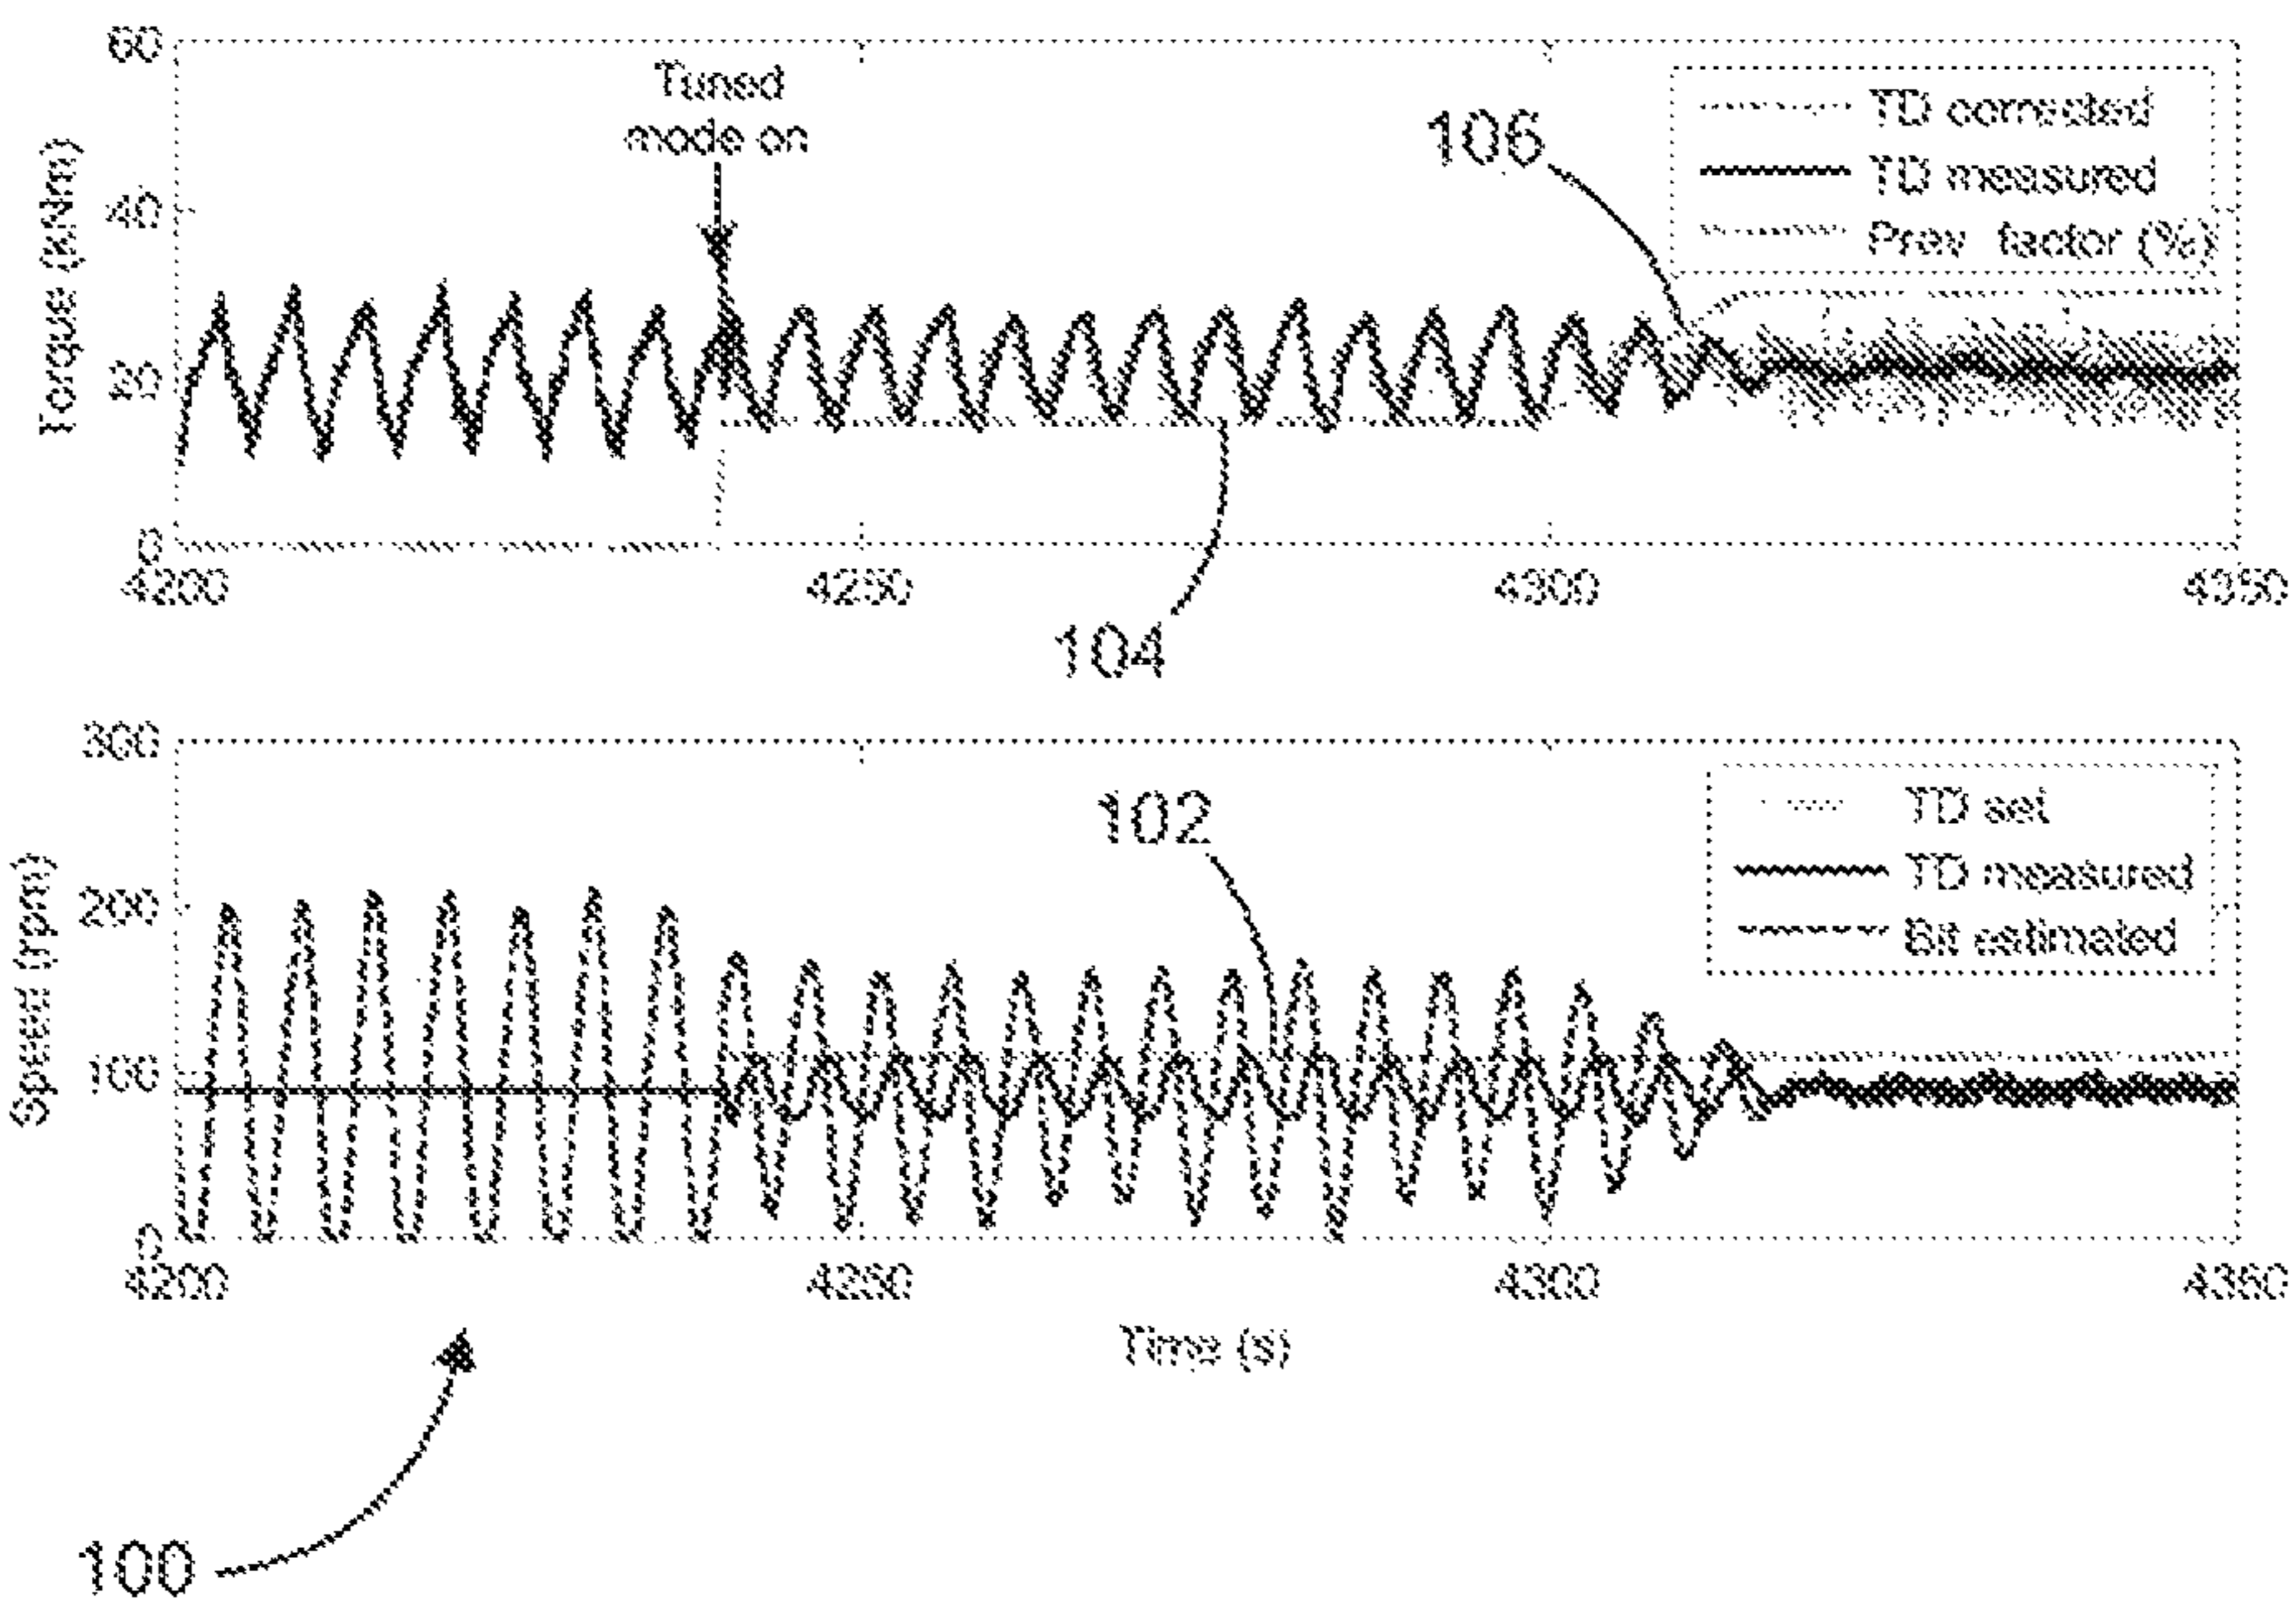 60
Tuned
mode on
106
TD corrected
TD measured
Prev. factor (%)
Torque (kNm)
40
20
0
4200
4250
4300
4350
104
300
102
TD set
TD measured
Bit estimated
Speed (rpm)
200
100
0
4200
4250
4300
4350
Time (s)
100